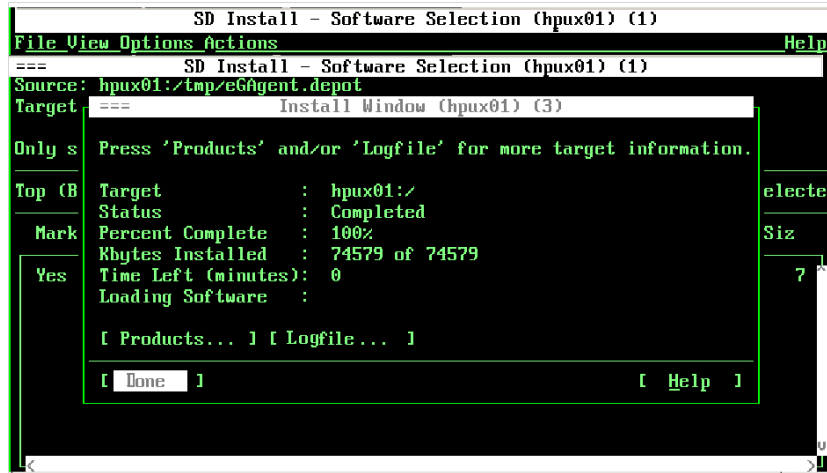 SD Install - Software Selection (hpux01) (1)
File View Options Actions Help
=== SD Install - Software Selection (hpux01) (1)
Source: hpux01:/tmp/eGAgent.depot
Target === Install Window (hpux01) (3)
Only s Press 'Products' and/or 'Logfile' for more target information.
Top (B Target : hpux01:/ electe
Status : Completed
Mark Percent Complete : 100% Siz
Kbytes Installed : 74579 of 74579
Yes Time Left (minutes): 0 7
Loading Software :
[ Products... ] [ Logfile... ]
[ Done ] [ Help ]